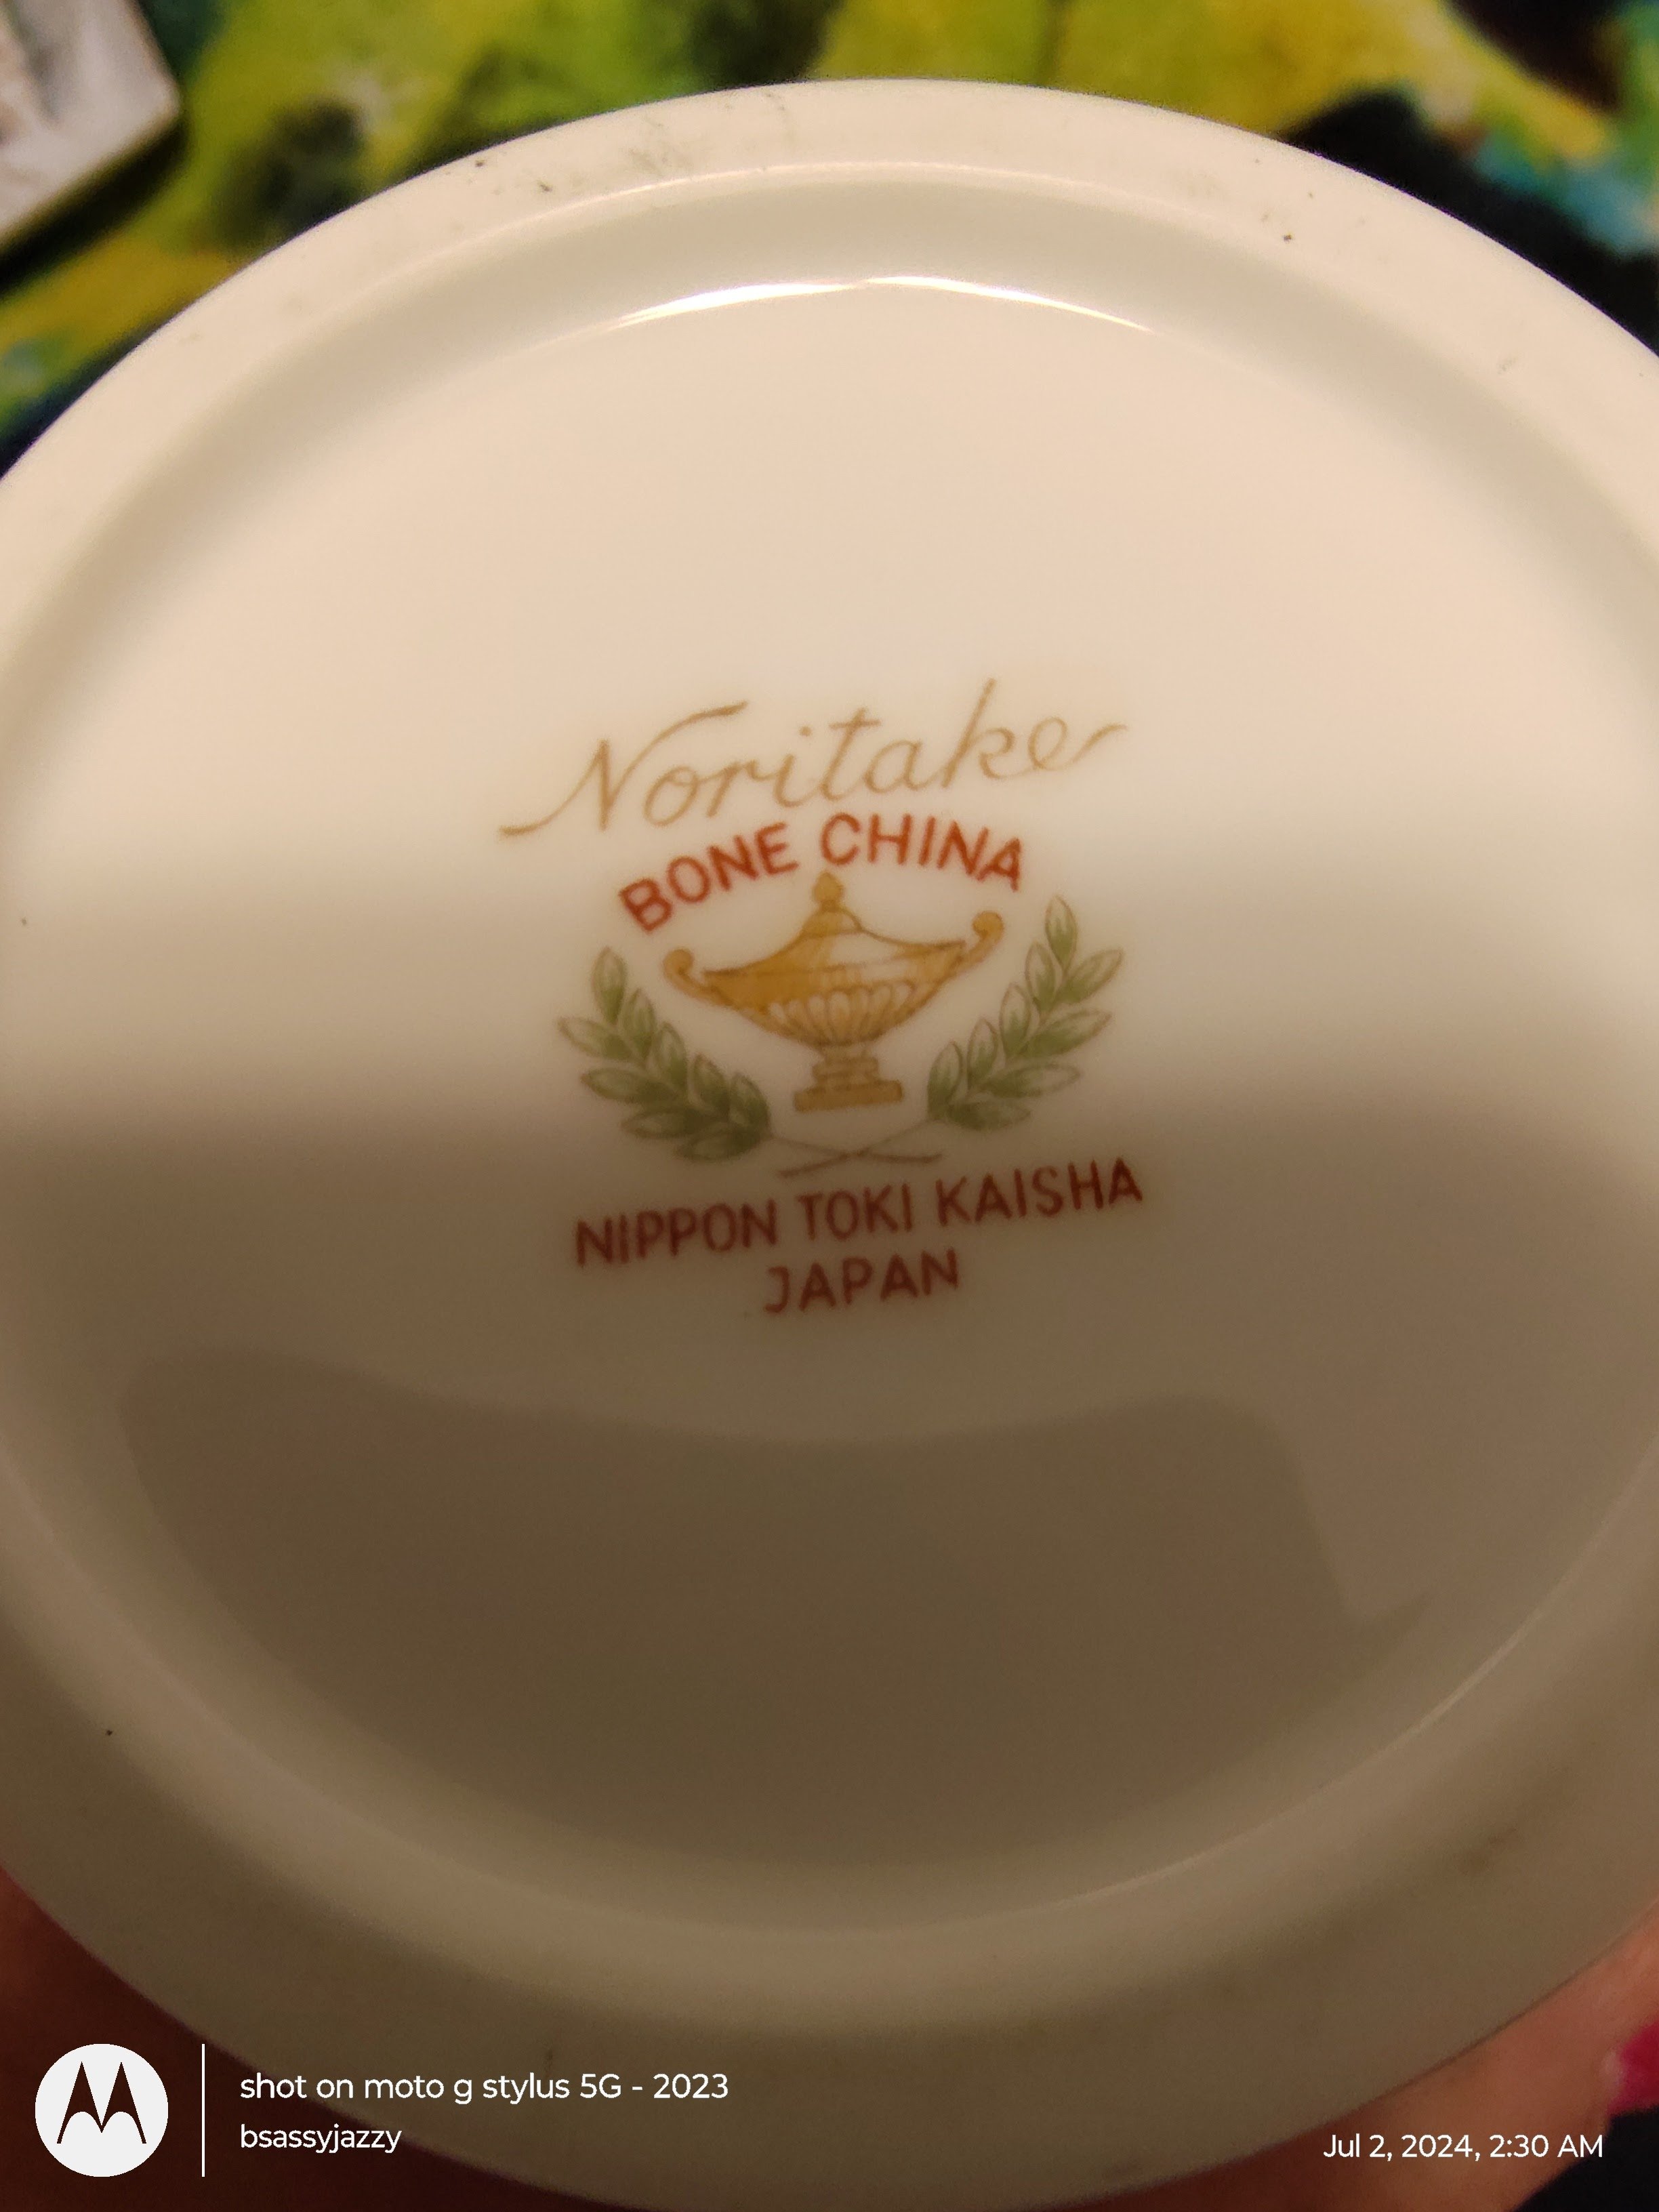 Noritake
BONE CHINA
NIPPON TOKI KAISHA
JAPAN
shot on moto g stylus 5G - 2023
bsassyjazzy
Jul 2, 2024, 2:30 AM